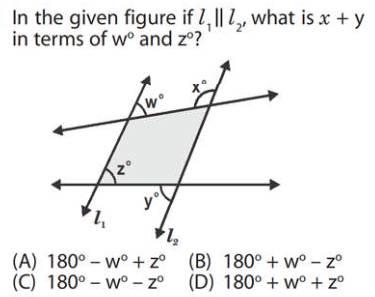 In the given figure if l₁ || l₂, what is x + y
in terms of w° and z°?
x°
w°
z°
y°
l₁
l₂
(A) 180° – w° + z° (B) 180° + w° – z°
(C) 180° – w° – z° (D) 180° + w° + z°